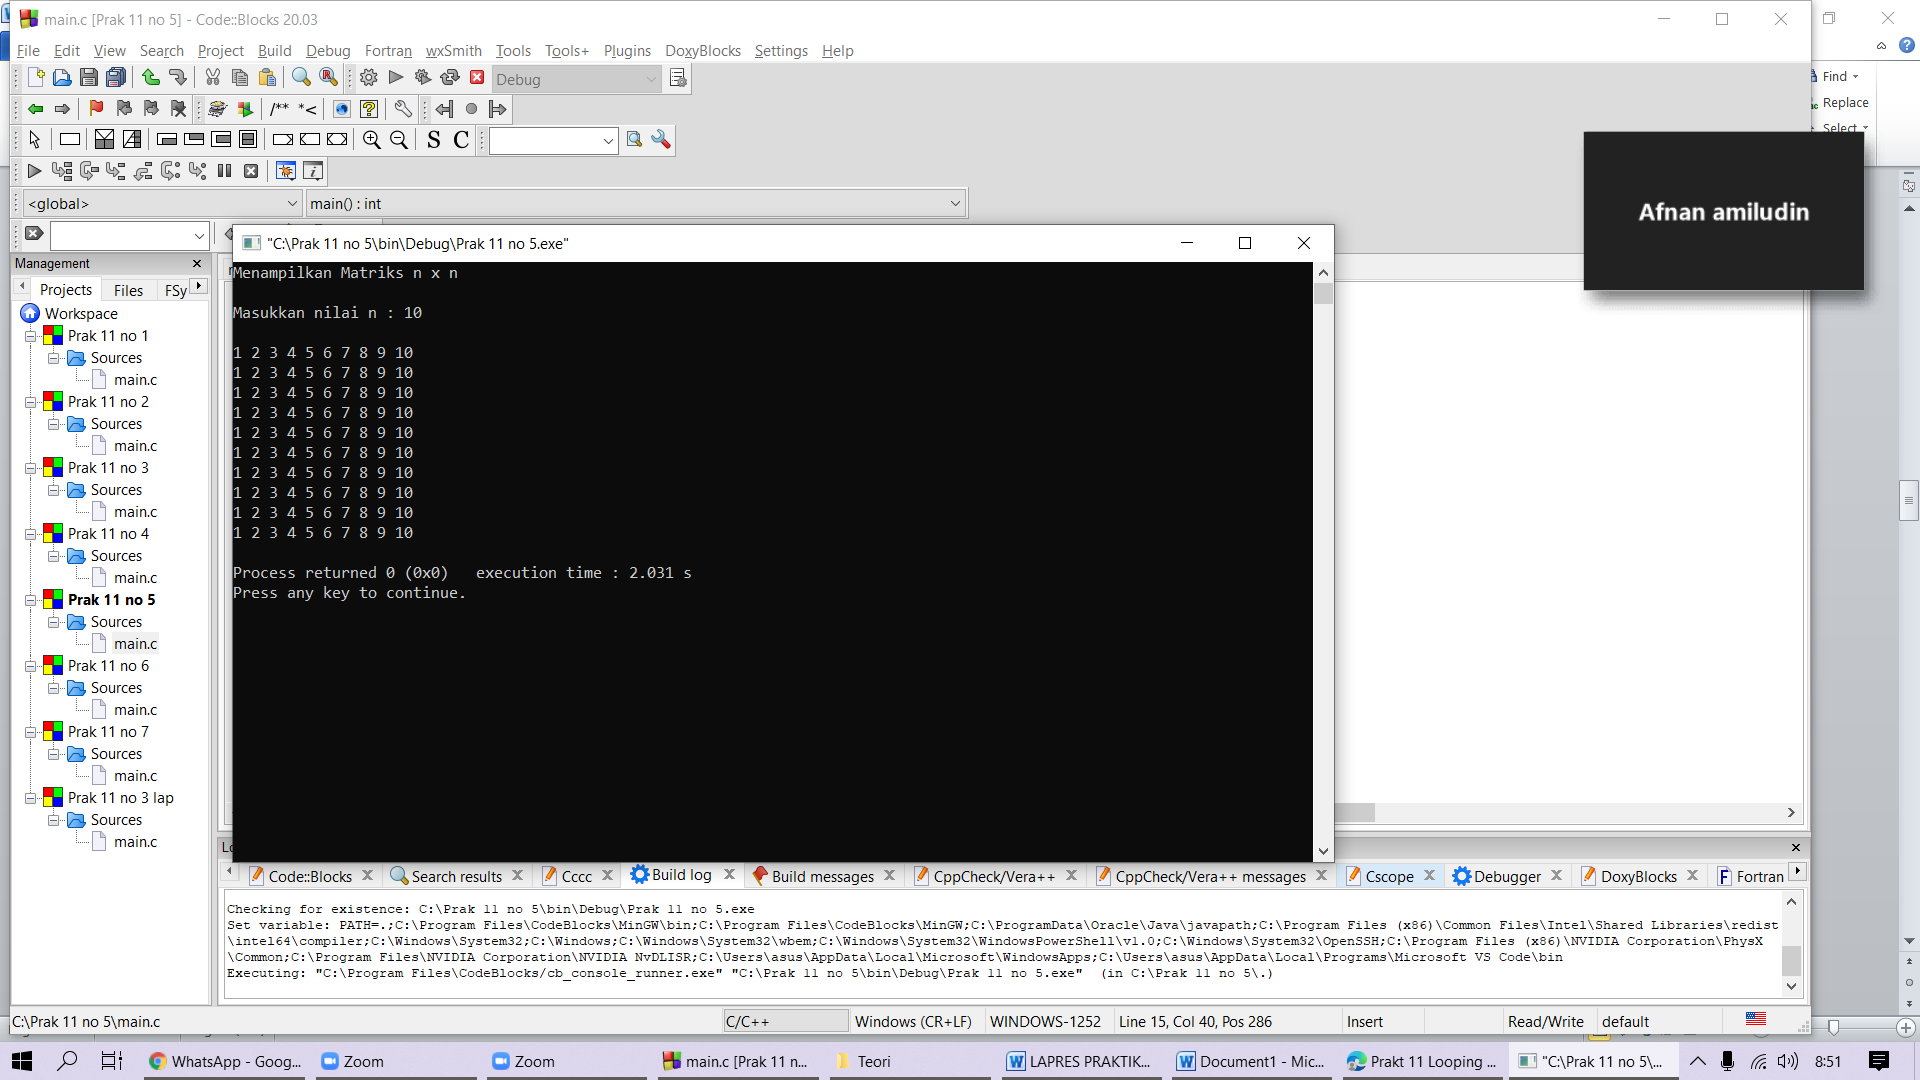 main.c [Prak 11 no 5] - Code::Blocks 20.03
File Edit View Search Project Build Debug Fortran wxSmith Tools Tools+ Plugins DoxyBlocks Settings Help
Debug
Find
Replace
Select
/** *<
S C
<global> main() : int
Afnan amiludin
"C:\Prak 11 no 5\bin\Debug\Prak 11 no 5.exe"
Management
Projects Files FSy
Workspace
Prak 11 no 1
Sources
main.c
Prak 11 no 2
Sources
main.c
Prak 11 no 3
Sources
main.c
Prak 11 no 4
Sources
main.c
Prak 11 no 5
Sources
main.c
Prak 11 no 6
Sources
main.c
Prak 11 no 7
Sources
main.c
Prak 11 no 3 lap
Sources
main.c
Menampilkan Matriks n x n
Masukkan nilai n : 10
1 2 3 4 5 6 7 8 9 10
1 2 3 4 5 6 7 8 9 10
1 2 3 4 5 6 7 8 9 10
1 2 3 4 5 6 7 8 9 10
1 2 3 4 5 6 7 8 9 10
1 2 3 4 5 6 7 8 9 10
1 2 3 4 5 6 7 8 9 10
1 2 3 4 5 6 7 8 9 10
1 2 3 4 5 6 7 8 9 10
1 2 3 4 5 6 7 8 9 10
Process returned 0 (0x0)   execution time : 2.031 s
Press any key to continue.
Code::Blocks Search results Cccc Build log Build messages CppCheck/Vera++ CppCheck/Vera++ messages Cscope Debugger DoxyBlocks Fortran
Checking for existence: C:\Prak 11 no 5\bin\Debug\Prak 11 no 5.exe
Set variable: PATH=.;C:\Program Files\CodeBlocks\MinGW\bin;C:\Program Files\CodeBlocks\MinGW;C:\ProgramData\Oracle\Java\javapath;C:\Program Files (x86)\Common Files\Intel\Shared Libraries\redist
\intel64\compiler;C:\Windows\System32;C:\Windows;C:\Windows\System32\wbem;C:\Windows\System32\WindowsPowerShell\v1.0;C:\Windows\System32\OpenSSH;C:\Program Files (x86)\NVIDIA Corporation\PhysX
\Common;C:\Program Files\NVIDIA Corporation\NVIDIA NvDLISR;C:\Users\asus\AppData\Local\Microsoft\WindowsApps;C:\Users\asus\AppData\Local\Programs\Microsoft VS Code\bin
Executing: "C:\Program Files\CodeBlocks/cb_console_runner.exe" "C:\Prak 11 no 5\bin\Debug\Prak 11 no 5.exe"  (in C:\Prak 11 no 5\.)
C:\Prak 11 no 5\main.c C/C++ Windows (CR+LF) WINDOWS-1252 Line 15, Col 40, Pos 286 Insert Read/Write default
WhatsApp - Goog... Zoom Zoom main.c [Prak 11 n... Teori LAPRES PRAKTIK... Document1 - Mic... Prakt 11 Looping ... "C:\Prak 11 no 5\... 8:51